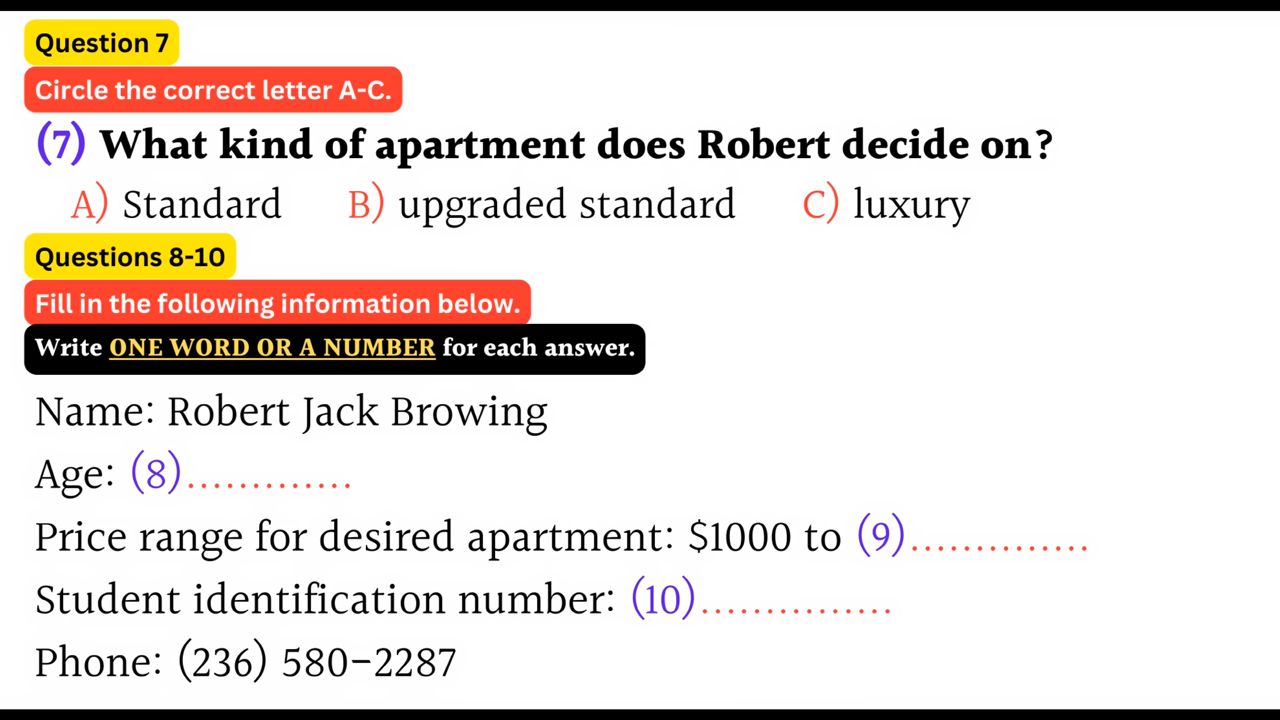 Question 7
Circle the correct letter A-C.
(7) What kind of apartment does Robert decide on?
A) Standard B) upgraded standard C) luxury
Questions 8-10
Fill in the following information below.
Write ONE WORD OR A NUMBER for each answer.
Name: Robert Jack Browing
Age: (8).............
Price range for desired apartment: $1000 to (9)..............
Student identification number: (10)...............
Phone: (236) 580-2287